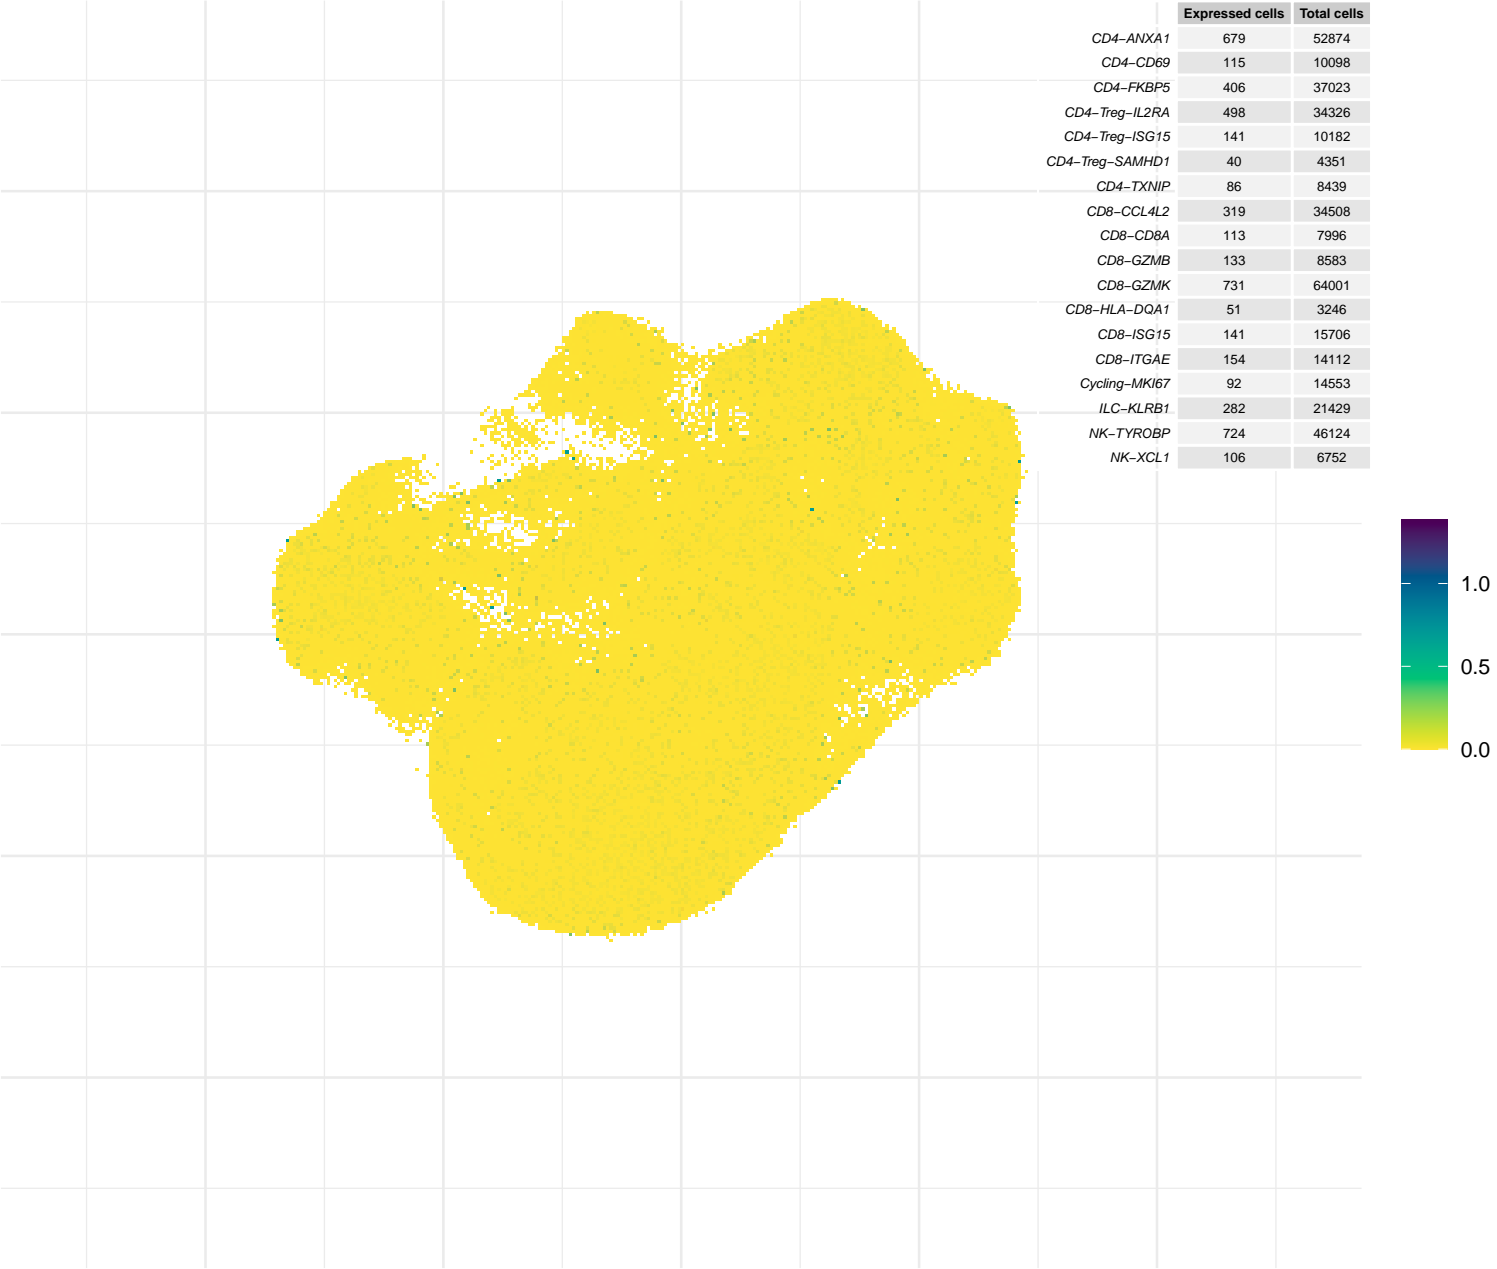 Expressed cells Total cells
CD4−ANXA1 679 52874
CD4−CD69 115 10098
CD4−FKBP5 406 37023
CD4−Treg−IL2RA 498 34326
CD4−Treg−ISG15 141 10182
CD4−Treg−SAMHD1 40 4351
CD4−TXNIP 86 8439
CD8−CCL4L2 319 34508
CD8−CD8A 113 7996
CD8−GZMB 133 8583
CD8−GZMK 731 64001
CD8−HLA−DQA1 51 3246
CD8−ISG15 141 15706
CD8−ITGAE 154 14112
Cycling−MKI67 92 14553
ILC−KLRB1 282 21429
NK−TYROBP 724 46124
NK−XCL1 106 6752
1.0
0.5
0.0